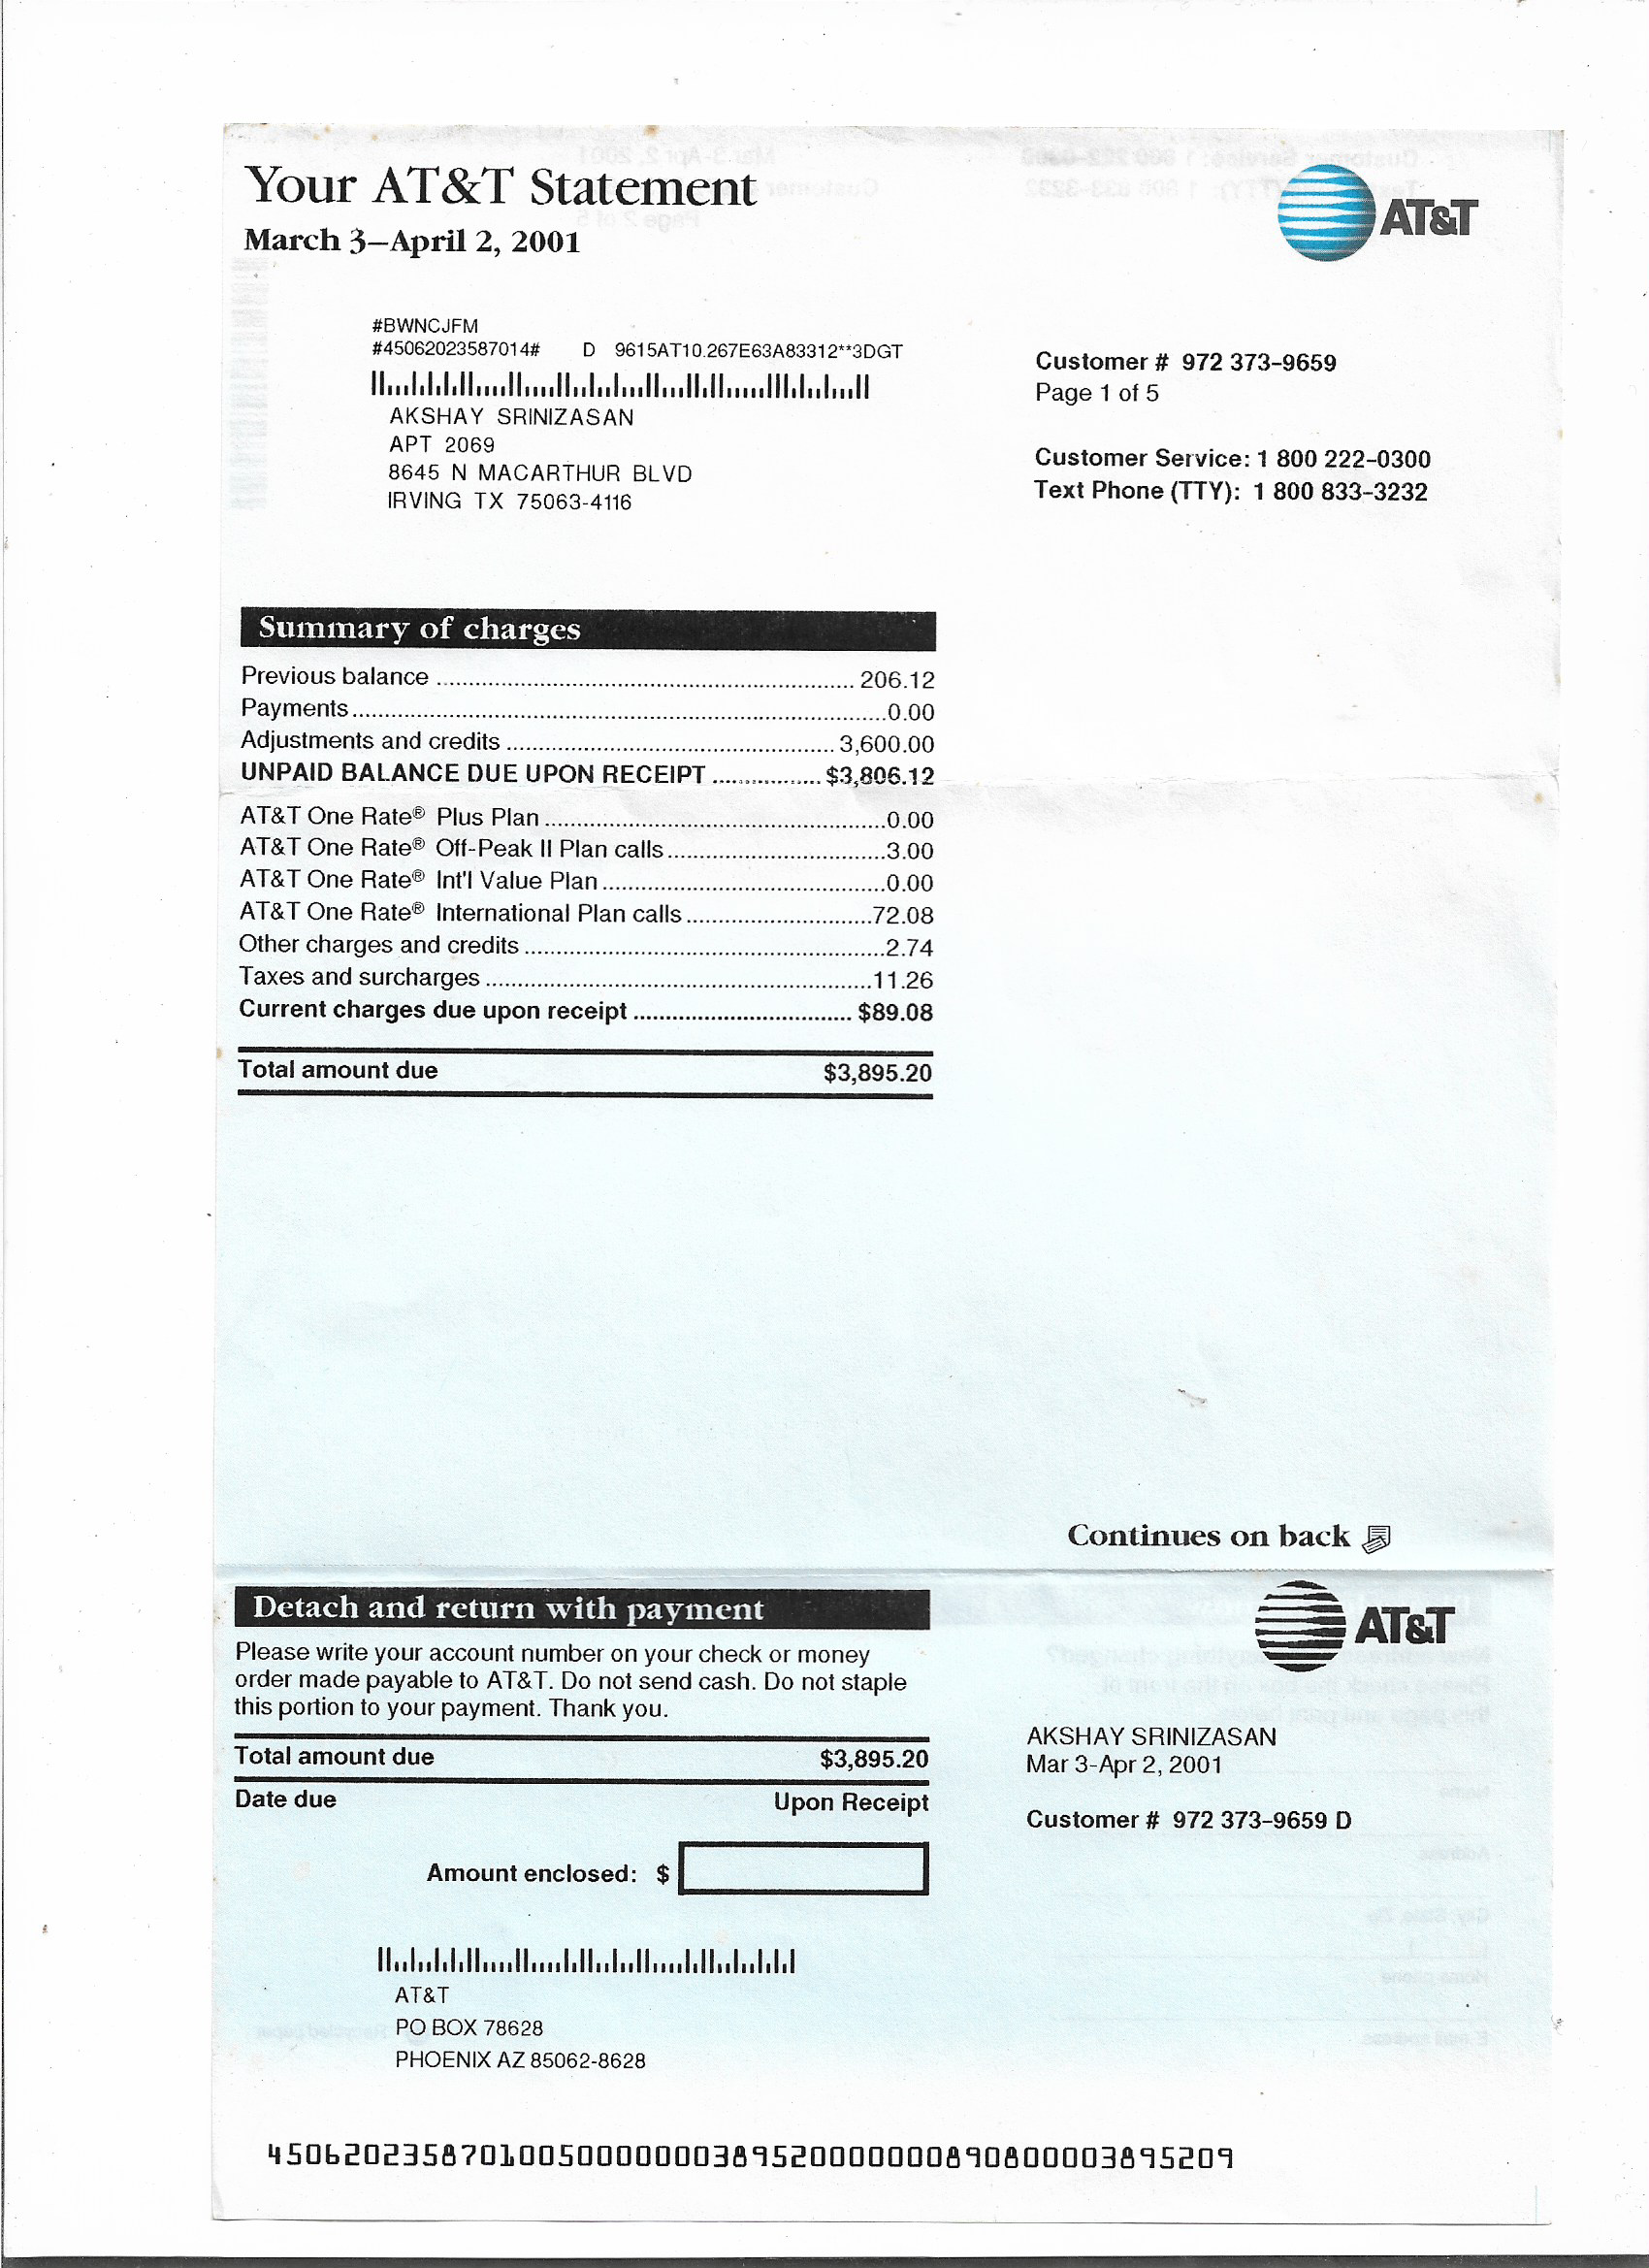 Your AT&T Statement
March 3–April 2, 2001
AT&T
#BWNCJFM
#45062023587014# D 9615AT10.267E63A83312**3DGT
AKSHAY SRINIZASAN
APT 2069
8645 N MACARTHUR BLVD
IRVING TX 75063-4116
Customer # 972 373–9659
Page 1 of 5
Customer Service: 1 800 222–0300
Text Phone (TTY): 1 800 833–3232
Summary of charges
Previous balance ........ 206.12
Payments ........ 0.00
Adjustments and credits ........ 3,600.00
UNPAID BALANCE DUE UPON RECEIPT ........ $3,806.12
AT&T One Rate® Plus Plan ........ 0.00
AT&T One Rate® Off-Peak II Plan calls ........ 3.00
AT&T One Rate® Int'l Value Plan ........ 0.00
AT&T One Rate® International Plan calls ........ 72.08
Other charges and credits ........ 2.74
Taxes and surcharges ........ 11.26
Current charges due upon receipt ........ $89.08
Total amount due $3,895.20
Continues on back
Detach and return with payment
AT&T
Please write your account number on your check or money
order made payable to AT&T. Do not send cash. Do not staple
this portion to your payment. Thank you.
Total amount due $3,895.20
Date due Upon Receipt
Amount enclosed: $
AKSHAY SRINIZASAN
Mar 3-Apr 2, 2001
Customer # 972 373–9659 D
AT&T
PO BOX 78628
PHOENIX AZ 85062-8628
4506202358701005000000003895200000000890800003895209